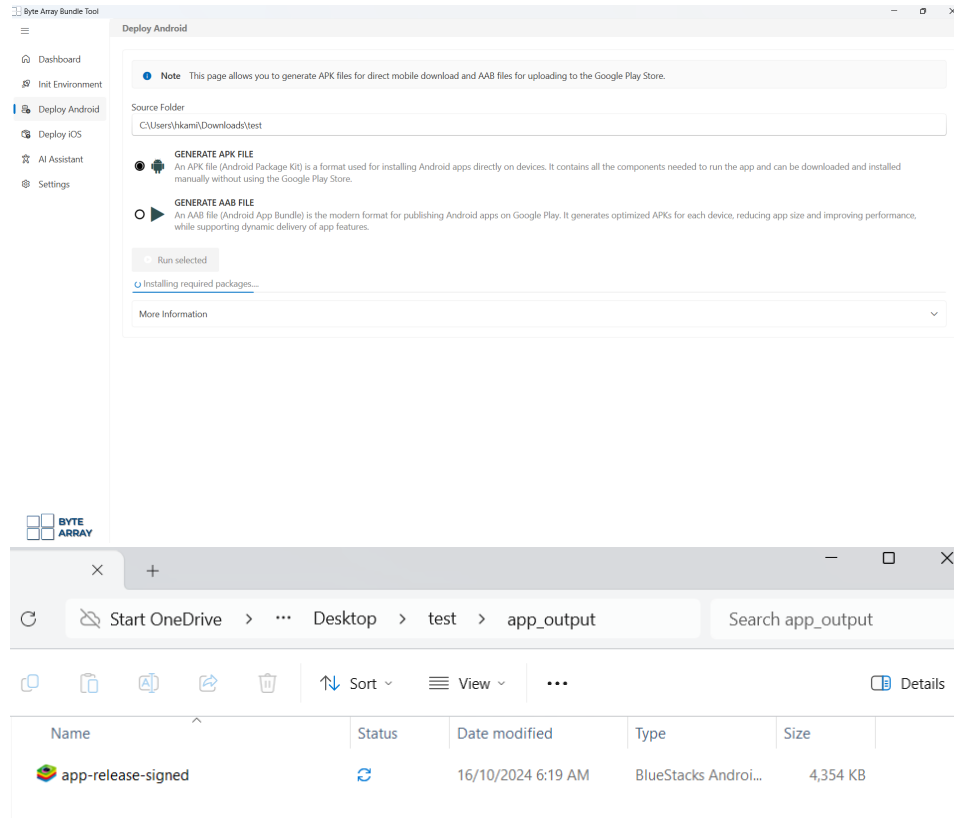 Byte Array Bundle Tool
Deploy Android
Dashboard
Init Environment
Deploy Android
Deploy iOS
AI Assistant
Settings
Note This page allows you to generate APK files for direct mobile download and AAB files for uploading to the Google Play Store.
Source Folder
C:\Users\hkami\Downloads\test
GENERATE APK FILE
An APK file (Android Package Kit) is a format used for installing Android apps directly on devices. It contains all the components needed to run the app and can be downloaded and installed
manually without using the Google Play Store.
GENERATE AAB FILE
An AAB file (Android App Bundle) is the modern format for publishing Android apps on Google Play. It generates optimized APKs for each device, reducing app size and improving performance,
while supporting dynamic delivery of app features.
Run selected
Installing required packages....
More Information
BYTE
ARRAY
Start OneDrive > ... Desktop > test > app_output
Search app_output
Sort
View
Details
Name Status Date modified Type Size
app-release-signed 16/10/2024 6:19 AM BlueStacks Androi... 4,354 KB